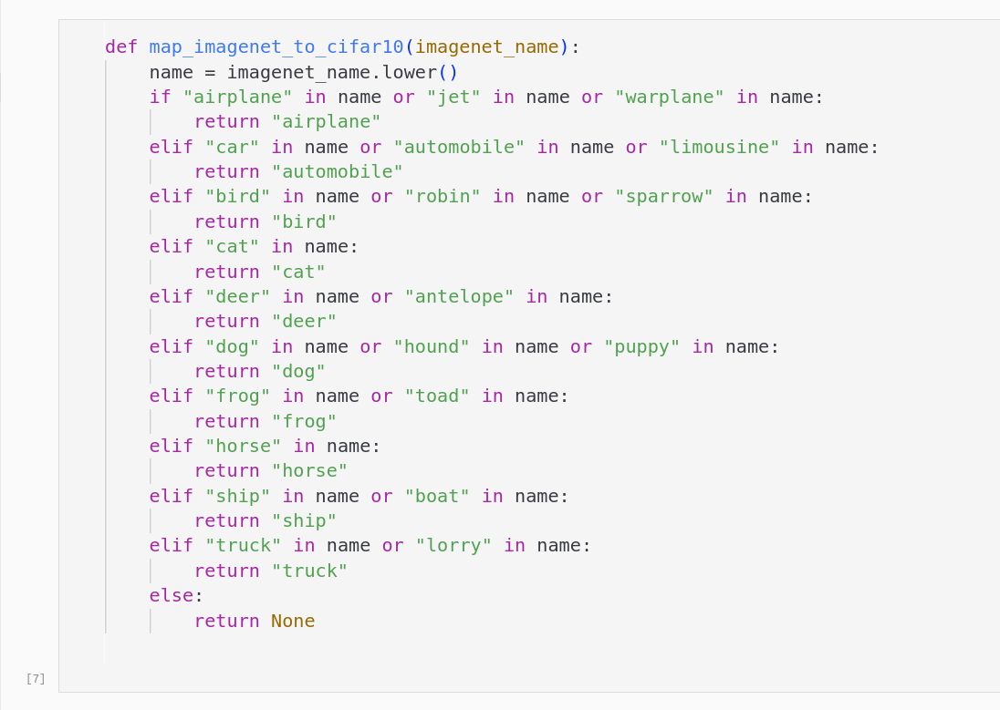 def map_imagenet_to_cifar10(imagenet_name):
    name = imagenet_name.lower()
    if "airplane" in name or "jet" in name or "warplane" in name:
        return "airplane"
    elif "car" in name or "automobile" in name or "limousine" in name:
        return "automobile"
    elif "bird" in name or "robin" in name or "sparrow" in name:
        return "bird"
    elif "cat" in name:
        return "cat"
    elif "deer" in name or "antelope" in name:
        return "deer"
    elif "dog" in name or "hound" in name or "puppy" in name:
        return "dog"
    elif "frog" in name or "toad" in name:
        return "frog"
    elif "horse" in name:
        return "horse"
    elif "ship" in name or "boat" in name:
        return "ship"
    elif "truck" in name or "lorry" in name:
        return "truck"
    else:
        return None
[7]